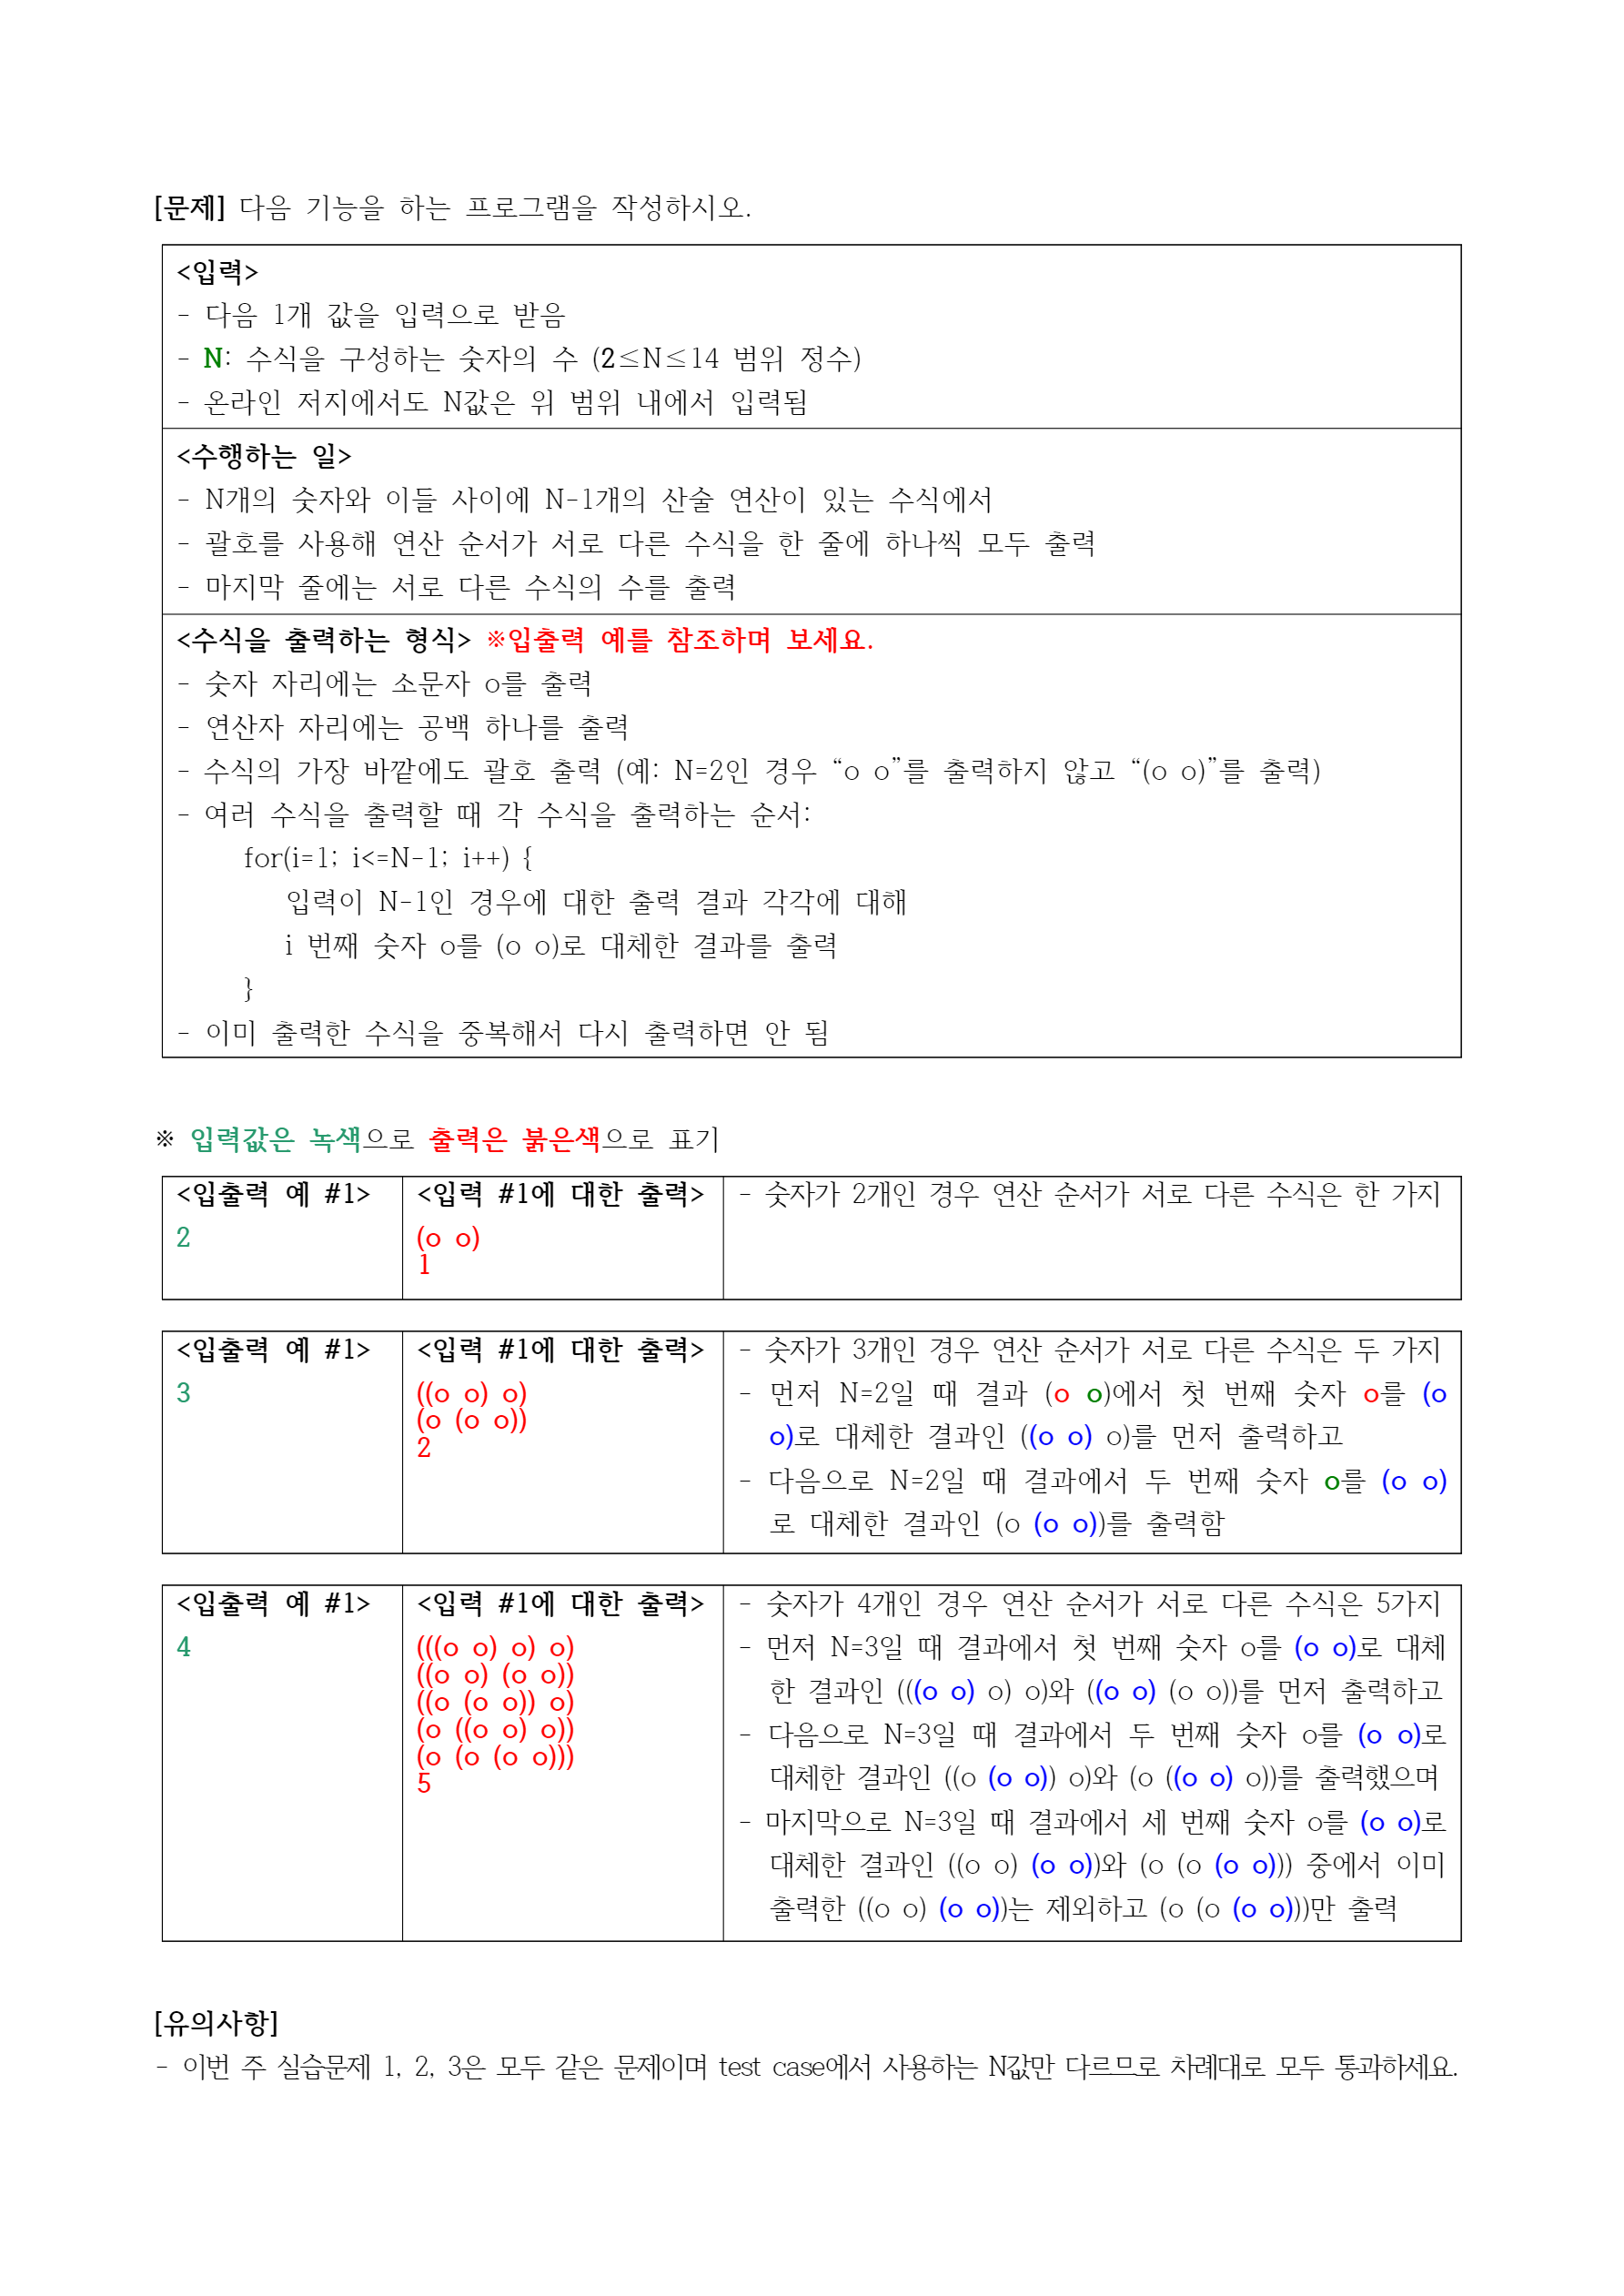 [문제] 다음 기능을 하는 프로그램을 작성하시오.
<입력>
- 다음 1개 값을 입력으로 받음
- N: 수식을 구성하는 숫자의 수 (2≤N≤14 범위 정수)
- 온라인 저지에서도 N값은 위 범위 내에서 입력됨
<수행하는 일>
- N개의 숫자와 이들 사이에 N-1개의 산술 연산이 있는 수식에서
- 괄호를 사용해 연산 순서가 서로 다른 수식을 한 줄에 하나씩 모두 출력
- 마지막 줄에는 서로 다른 수식의 수를 출력
<수식을 출력하는 형식> ※입출력 예를 참조하며 보세요.
- 숫자 자리에는 소문자 o를 출력
- 연산자 자리에는 공백 하나를 출력
- 수식의 가장 바깥에도 괄호 출력 (예: N=2인 경우 “o o”를 출력하지 않고 “(o o)”를 출력)
- 여러 수식을 출력할 때 각 수식을 출력하는 순서:
for(i=1; i<=N-1; i++) {
입력이 N-1인 경우에 대한 출력 결과 각각에 대해
i 번째 숫자 o를 (o o)로 대체한 결과를 출력
}
- 이미 출력한 수식을 중복해서 다시 출력하면 안 됨
※ 입력값은 녹색으로 출력은 붉은색으로 표기
<입출력 예 #1>
2
<입력 #1에 대한 출력>
(o o)
1
- 숫자가 2개인 경우 연산 순서가 서로 다른 수식은 한 가지
<입출력 예 #1>
3
<입력 #1에 대한 출력>
((o o) o)
(o (o o))
2
- 숫자가 3개인 경우 연산 순서가 서로 다른 수식은 두 가지
- 먼저 N=2일 때 결과 (o o)에서 첫 번째 숫자 o를 (o
o)로 대체한 결과인 ((o o) o)를 먼저 출력하고
- 다음으로 N=2일 때 결과에서 두 번째 숫자 o를 (o o)
로 대체한 결과인 (o (o o))를 출력함
<입출력 예 #1>
4
<입력 #1에 대한 출력>
(((o o) o) o)
((o o) (o o))
((o (o o)) o)
(o ((o o) o))
(o (o (o o)))
5
- 숫자가 4개인 경우 연산 순서가 서로 다른 수식은 5가지
- 먼저 N=3일 때 결과에서 첫 번째 숫자 o를 (o o)로 대체
한 결과인 (((o o) o) o)와 ((o o) (o o))를 먼저 출력하고
- 다음으로 N=3일 때 결과에서 두 번째 숫자 o를 (o o)로
대체한 결과인 ((o (o o)) o)와 (o ((o o) o))를 출력했으며
- 마지막으로 N=3일 때 결과에서 세 번째 숫자 o를 (o o)로
대체한 결과인 ((o o) (o o))와 (o (o (o o))) 중에서 이미
출력한 ((o o) (o o))는 제외하고 (o (o (o o)))만 출력
[유의사항]
- 이번 주 실습문제 1, 2, 3은 모두 같은 문제이며 test case에서 사용하는 N값만 다르므로 차례대로 모두 통과하세요.